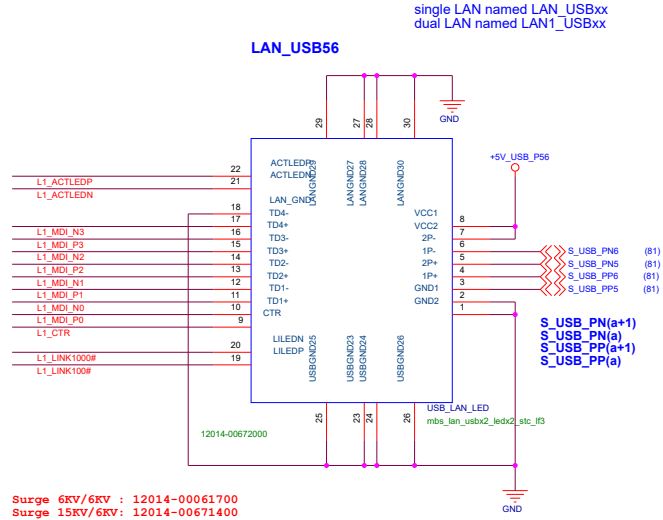 single LAN named LAN_USBxx
dual LAN named LAN1_USBxx
LAN_USB56
29
27
28
30
GND
+5V_USB_P56
22
ACTLEDP
LANGND29
LANGND27
LANGND28
LANGND30
L1_ACTLEDP
21
ACTLEDN
L1_ACTLEDN
LAN_GND
18
TD4-
VCC1
8
17
TD4+
VCC2
7
L1_MDI_N3
16
TD3-
2P-
6
S_USB_PN6
(81)
L1_MDI_P3
15
TD3+
1P-
5
S_USB_PN5
(81)
L1_MDI_N2
14
TD2-
2P+
4
S_USB_PP6
(81)
L1_MDI_P2
13
TD2+
1P+
3
S_USB_PP5
(81)
L1_MDI_N1
12
TD1-
GND1
2
L1_MDI_P1
11
TD1+
GND2
1
L1_MDI_N0
10
CTR
L1_MDI_P0
9
L1_CTR
S_USB_PN(a+1)
S_USB_PN(a)
S_USB_PP(a+1)
S_USB_PP(a)
20
LILEDN
L1_LINK1000#
19
LILEDP
L1_LINK100#
USBGND25
USBGND23
USBGND24
USBGND26
25
23
24
26
USB_LAN_LED
mbs_lan_usbx2_ledx2_stc_lf3
12014-00672000
Surge 6KV/6KV : 12014-00061700
Surge 15KV/6KV: 12014-00671400
GND